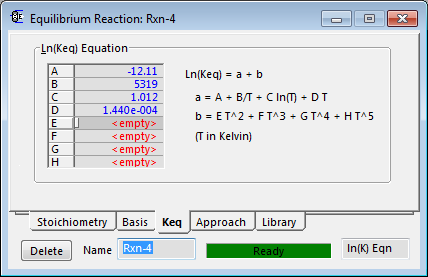 Equilibrium Reaction: Rxn-4
Ln(Keq) Equation
A -12.11
B 5319
C 1.012
D 1.440e-004
E <empty>
F <empty>
G <empty>
H <empty>
Ln(Keq) = a + b
a = A + B/T + C ln(T) + D T
b = E T^2 + F T^3 + G T^4 + H T^5
(T in Kelvin)
Stoichiometry Basis Keq Approach Library
Delete Name Rxn-4 Ready ln(K) Eqn